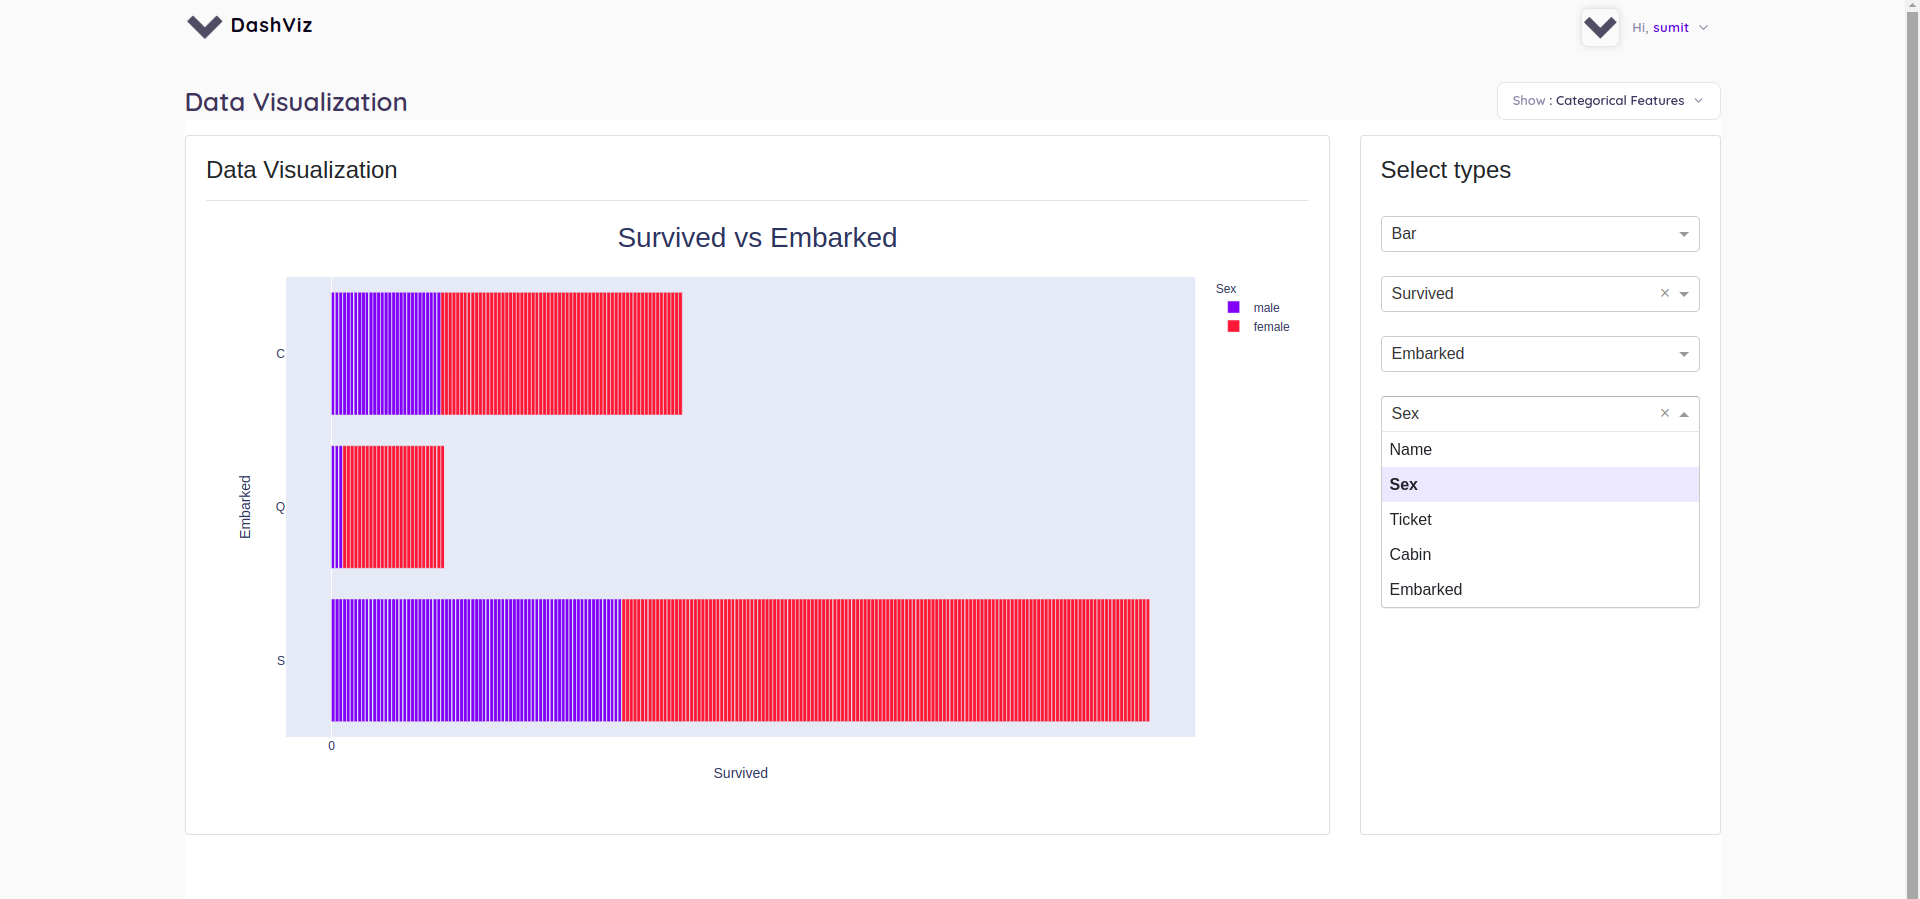 DashViz
Hi, sumit
Data Visualization
Show : Categorical Features
Data Visualization
Survived vs Embarked
Sex
male
female
C
Q
S
Embarked
0
Survived
Select types
Bar
Survived ×
Embarked
Sex ×
Name
Sex
Ticket
Cabin
Embarked